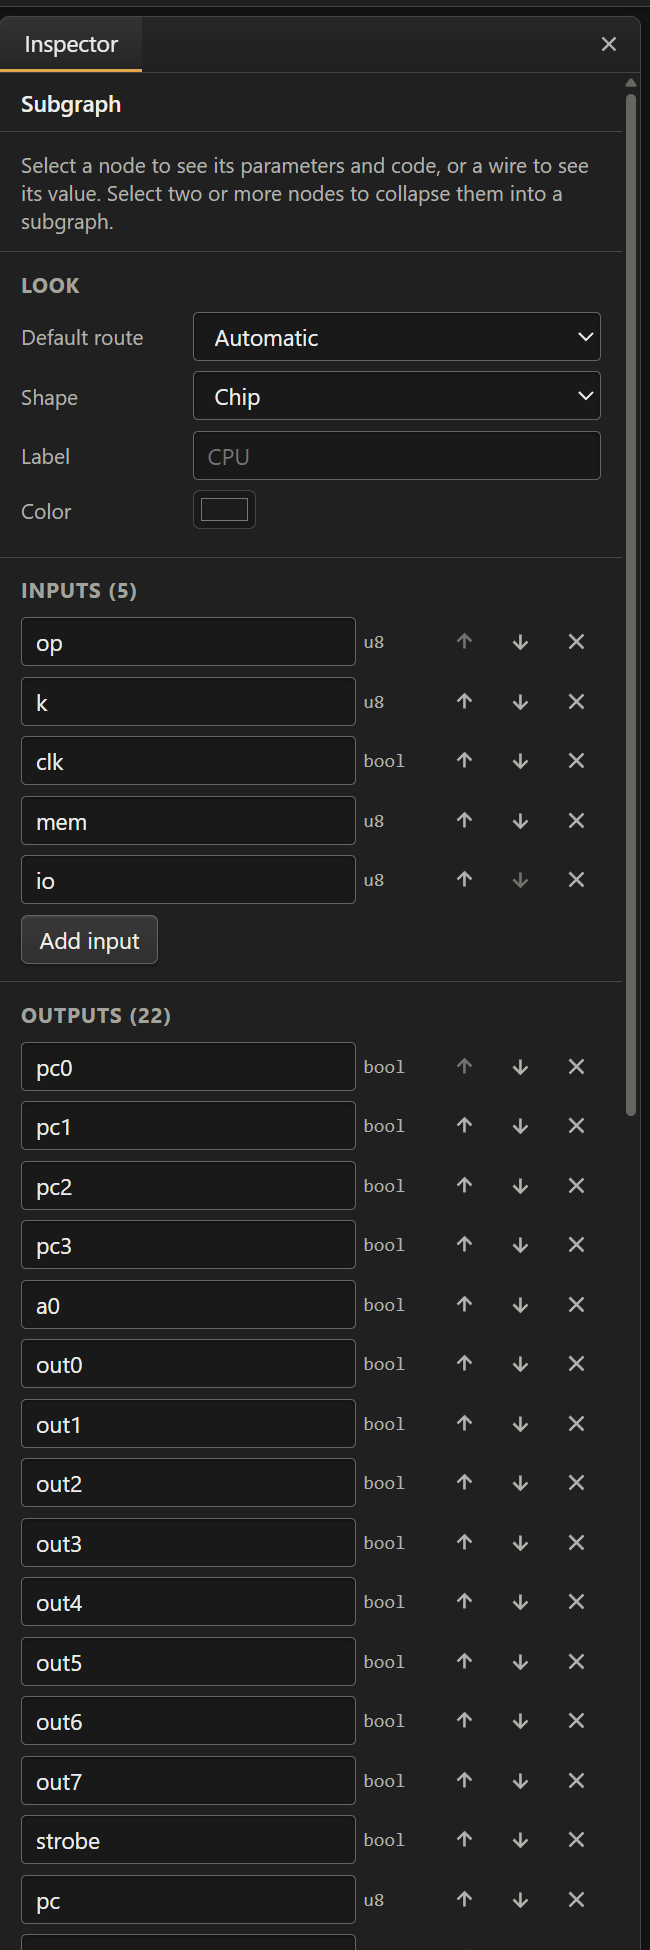 Inspector
Subgraph
Select a node to see its parameters and code, or a wire to see
its value. Select two or more nodes to collapse them into a
subgraph.
LOOK
Default route Automatic
Shape Chip
Label CPU
Color
INPUTS (5)
op u8
k u8
clk bool
mem u8
io u8
Add input
OUTPUTS (22)
pc0 bool
pc1 bool
pc2 bool
pc3 bool
a0 bool
out0 bool
out1 bool
out2 bool
out3 bool
out4 bool
out5 bool
out6 bool
out7 bool
strobe bool
pc u8